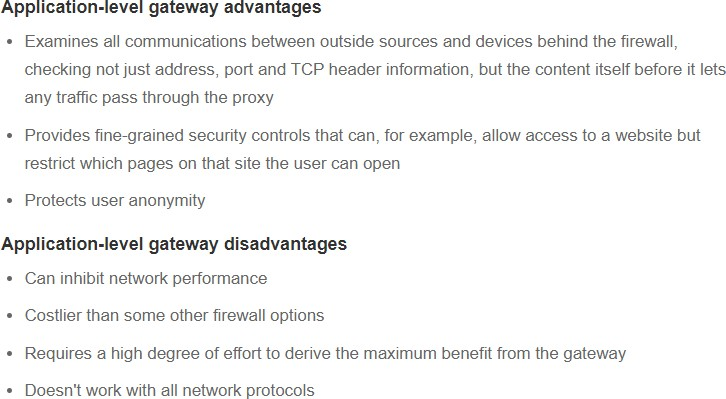 Application-level gateway advantages
• Examines all communications between outside sources and devices behind the firewall,
checking not just address, port and TCP header information, but the content itself before it lets
any traffic pass through the proxy
• Provides fine-grained security controls that can, for example, allow access to a website but
restrict which pages on that site the user can open
• Protects user anonymity
Application-level gateway disadvantages
• Can inhibit network performance
• Costlier than some other firewall options
• Requires a high degree of effort to derive the maximum benefit from the gateway
• Doesn't work with all network protocols